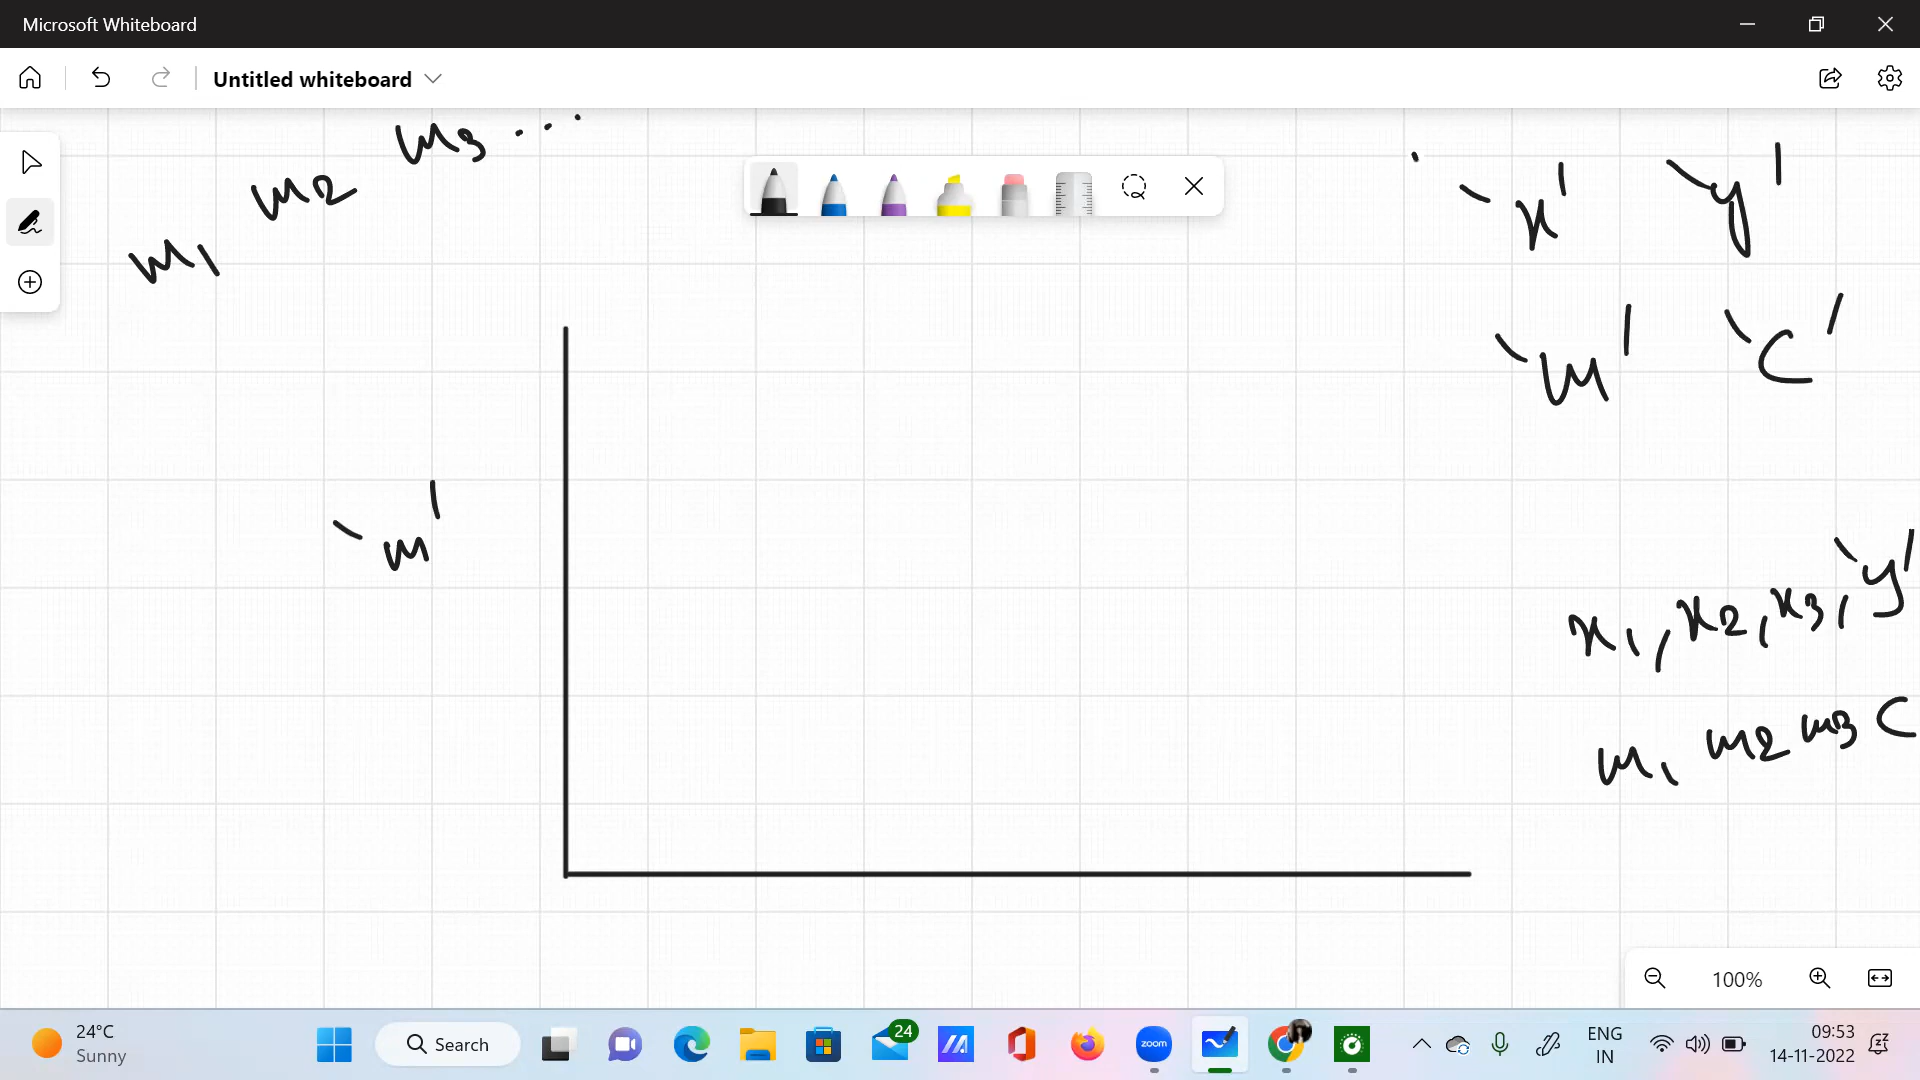 Microsoft Whiteboard
Untitled whiteboard
m1 m2 m3 ...
'x' 'y'
'm' 'c'
'm'
x1, x2, x3, 'y'
m1 m2 m3 c
100%
24°C
Sunny
Search
24
zoom
ENG
IN
09:53
14-11-2022